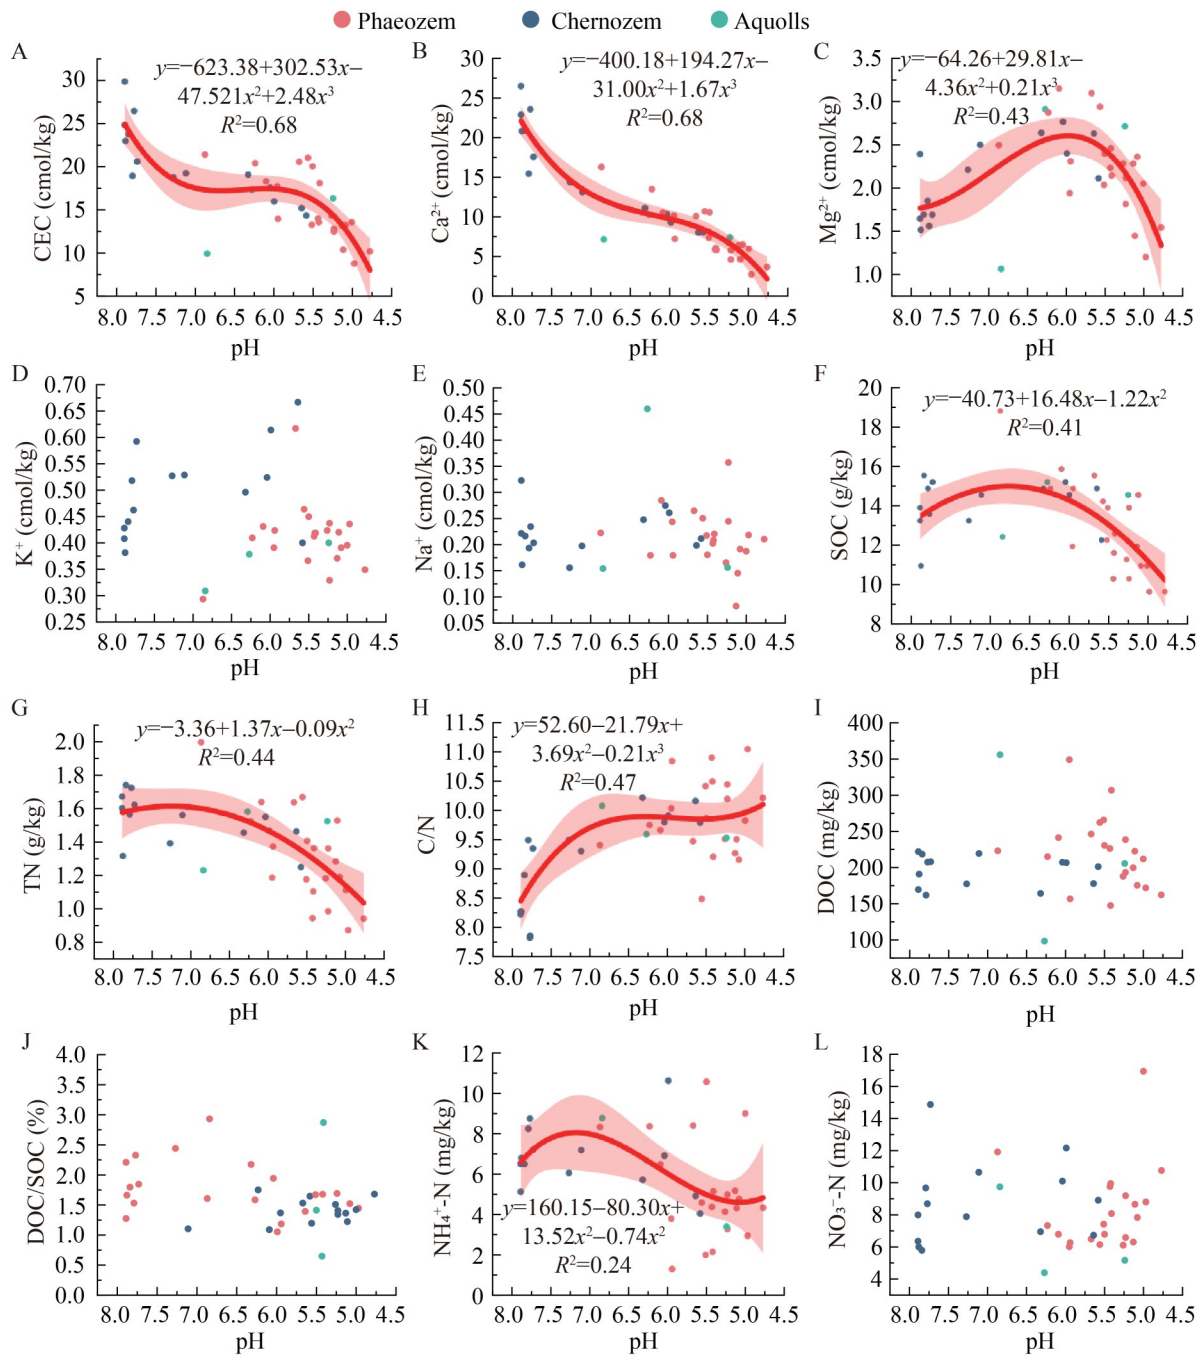 Phaeozem Chernozem Aquolls
A
y=−623.38+302.53x−
47.521x²+2.48x³
R²=0.68
30
25
20
15
10
5
CEC (cmol/kg)
8.0 7.5 7.0 6.5 6.0 5.5 5.0 4.5
pH
B
y=−400.18+194.27x−
31.00x²+1.67x³
R²=0.68
30
25
20
15
10
5
0
Ca²⁺ (cmol/kg)
8.0 7.5 7.0 6.5 6.0 5.5 5.0 4.5
pH
C
y=−64.26+29.81x−
4.36x²+0.21x³
R²=0.43
3.5
3.0
2.5
2.0
1.5
1.0
Mg²⁺ (cmol/kg)
8.0 7.5 7.0 6.5 6.0 5.5 5.0 4.5
pH
D
0.70
0.65
0.60
0.55
0.50
0.45
0.40
0.35
0.30
0.25
K⁺ (cmol/kg)
8.0 7.5 7.0 6.5 6.0 5.5 5.0 4.5
pH
E
0.50
0.45
0.40
0.35
0.30
0.25
0.20
0.15
0.10
0.05
Na⁺ (cmol/kg)
8.0 7.5 7.0 6.5 6.0 5.5 5.0 4.5
pH
F
y=−40.73+16.48x−1.22x²
R²=0.41
20
18
16
14
12
10
8
SOC (g/kg)
8.0 7.5 7.0 6.5 6.0 5.5 5.0 4.5
pH
G
y=−3.36+1.37x−0.09x²
R²=0.44
2.0
1.8
1.6
1.4
1.2
1.0
0.8
TN (g/kg)
8.0 7.5 7.0 6.5 6.0 5.5 5.0 4.5
pH
H
y=52.60−21.79x+
3.69x²−0.21x³
R²=0.47
11.5
11.0
10.5
10.0
9.5
9.0
8.5
8.0
7.5
C/N
8.0 7.5 7.0 6.5 6.0 5.5 5.0 4.5
pH
I
400
350
300
250
200
150
100
DOC (mg/kg)
8.0 7.5 7.0 6.5 6.0 5.5 5.0 4.5
pH
J
4.0
3.5
3.0
2.5
2.0
1.5
1.0
0.5
0.0
DOC/SOC (%)
8.0 7.5 7.0 6.5 6.0 5.5 5.0 4.5
pH
K
12
10
8
6
4
2
0
NH₄⁺-N (mg/kg)
y=160.15−80.30x+
13.52x²−0.74x²
R²=0.24
8.0 7.5 7.0 6.5 6.0 5.5 5.0 4.5
pH
L
18
16
14
12
10
8
6
4
NO₃⁻-N (mg/kg)
8.0 7.5 7.0 6.5 6.0 5.5 5.0 4.5
pH